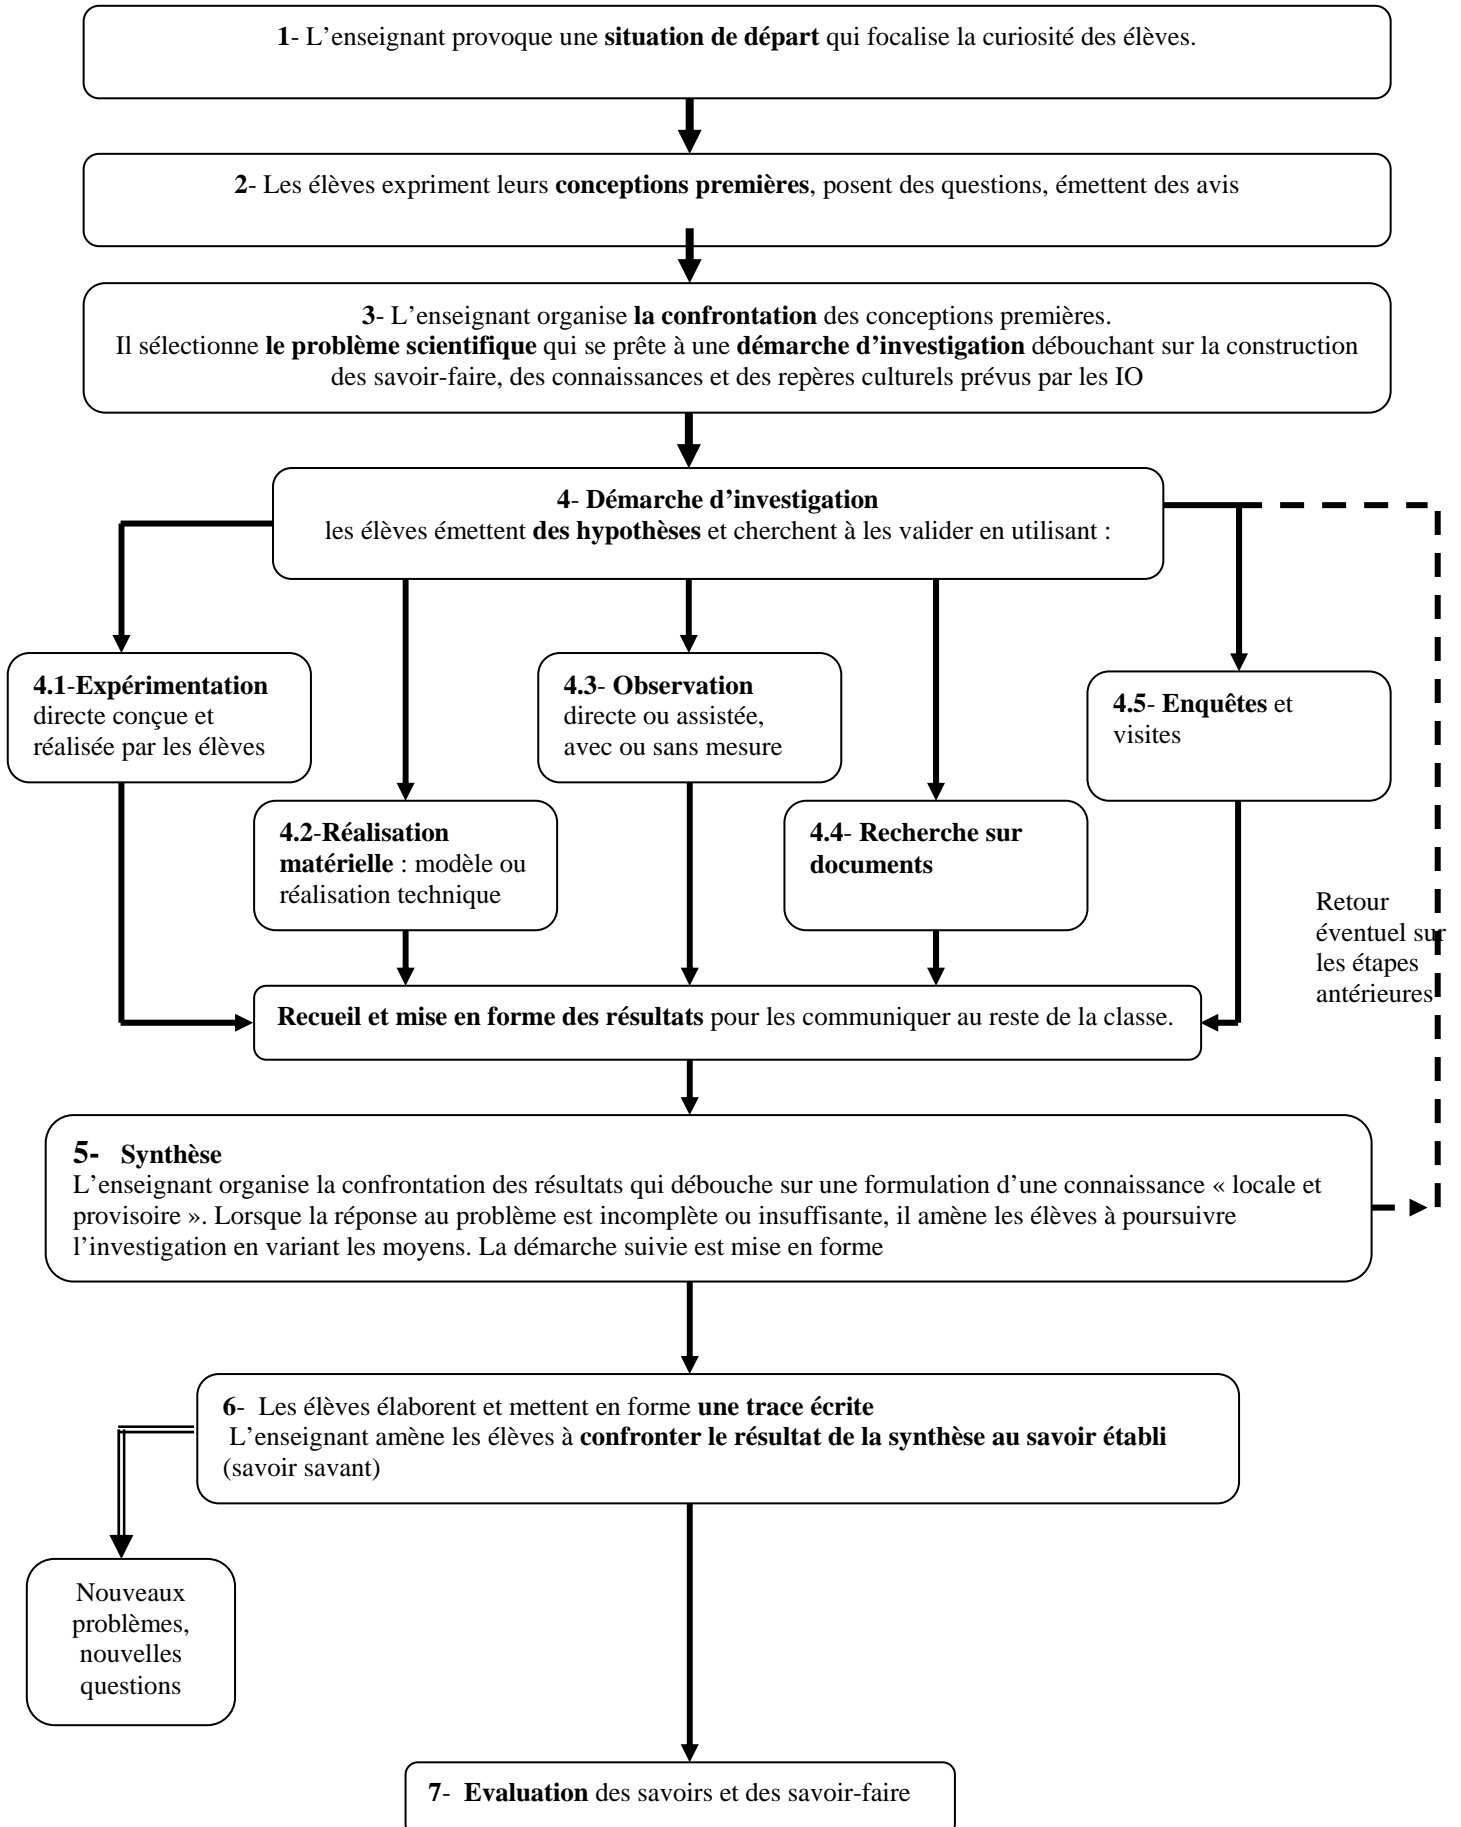 1- L’enseignant provoque une situation de départ qui focalise la curiosité des élèves.
2- Les élèves expriment leurs conceptions premières, posent des questions, émettent des avis
3- L’enseignant organise la confrontation des conceptions premières.
Il sélectionne le problème scientifique qui se prête à une démarche d’investigation débouchant sur la construction
des savoir-faire, des connaissances et des repères culturels prévus par les IO
4- Démarche d’investigation
les élèves émettent des hypothèses et cherchent à les valider en utilisant :
4.1-Expérimentation
directe conçue et
réalisée par les élèves
4.2-Réalisation
matérielle : modèle ou
réalisation technique
4.3- Observation
directe ou assistée,
avec ou sans mesure
4.4- Recherche sur
documents
4.5- Enquêtes et
visites
Retour
éventuel sur
les étapes
antérieures
Recueil et mise en forme des résultats pour les communiquer au reste de la classe.
5- Synthèse
L’enseignant organise la confrontation des résultats qui débouche sur une formulation d’une connaissance « locale et
provisoire ». Lorsque la réponse au problème est incomplète ou insuffisante, il amène les élèves à poursuivre
l’investigation en variant les moyens. La démarche suivie est mise en forme
6- Les élèves élaborent et mettent en forme une trace écrite
L’enseignant amène les élèves à confronter le résultat de la synthèse au savoir établi
(savoir savant)
Nouveaux
problèmes,
nouvelles
questions
7- Evaluation des savoirs et des savoir-faire